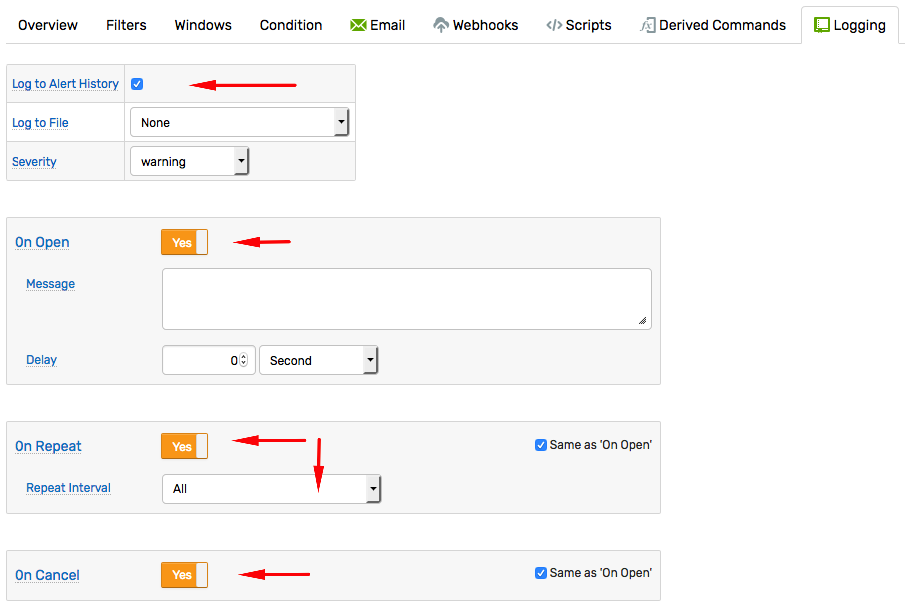 Overview Filters Windows Condition Email Webhooks Scripts Derived Commands Logging
Log to Alert History
Log to File None
Severity warning
On Open Yes
Message
Delay 0 Second
On Repeat Yes Same as 'On Open'
Repeat Interval All
On Cancel Yes Same as 'On Open'